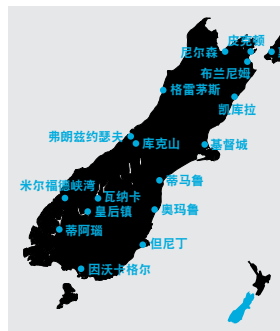 皮克顿
尼尔森
布兰尼姆
格雷茅斯
凯库拉
弗朗兹约瑟夫
库克山
基督城
蒂马鲁
米尔福德峡湾
瓦纳卡
皇后镇
奥玛鲁
蒂阿瑙
但尼丁
因沃卡格尔